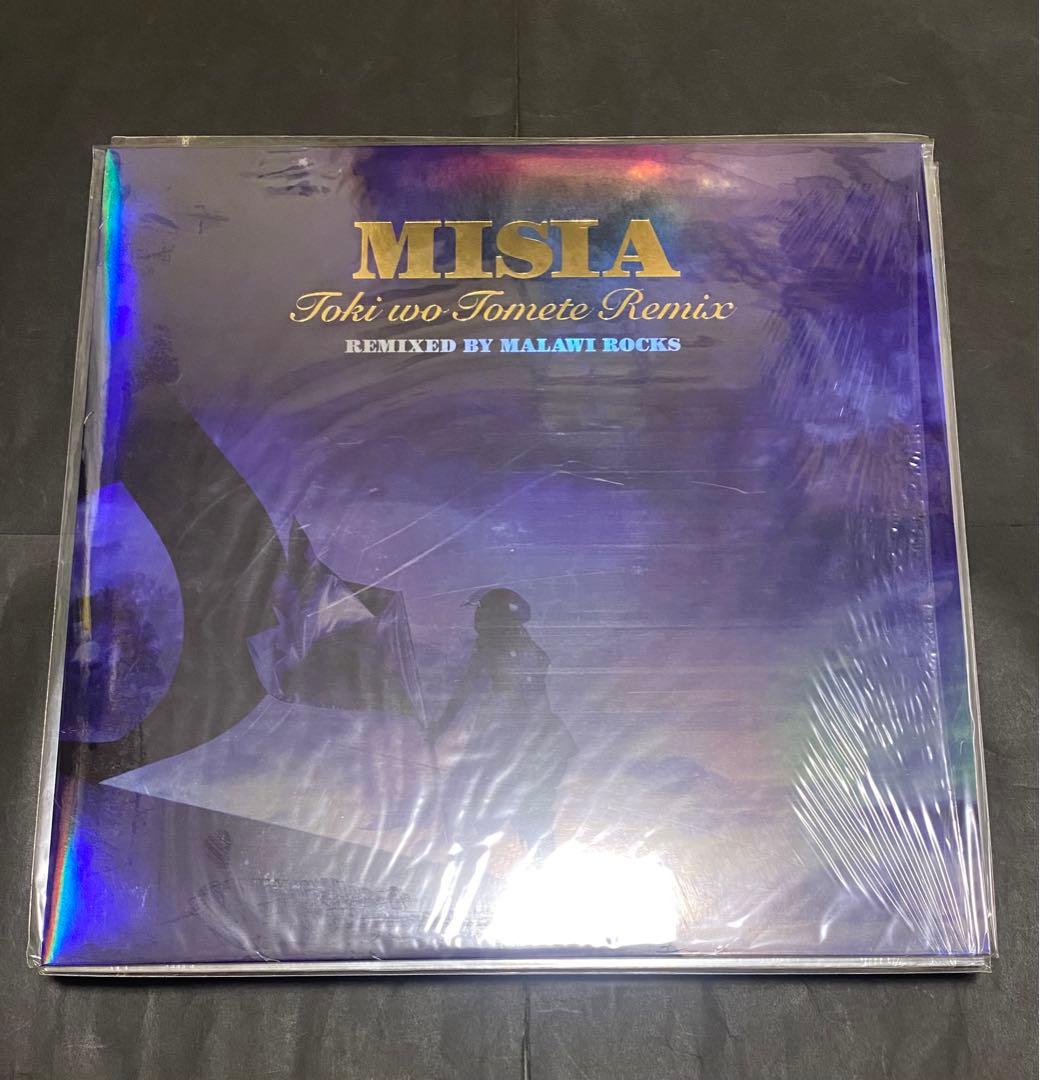 MISIA
Toki wo Tomete Remix
REMIXED BY MALAWI ROCKS